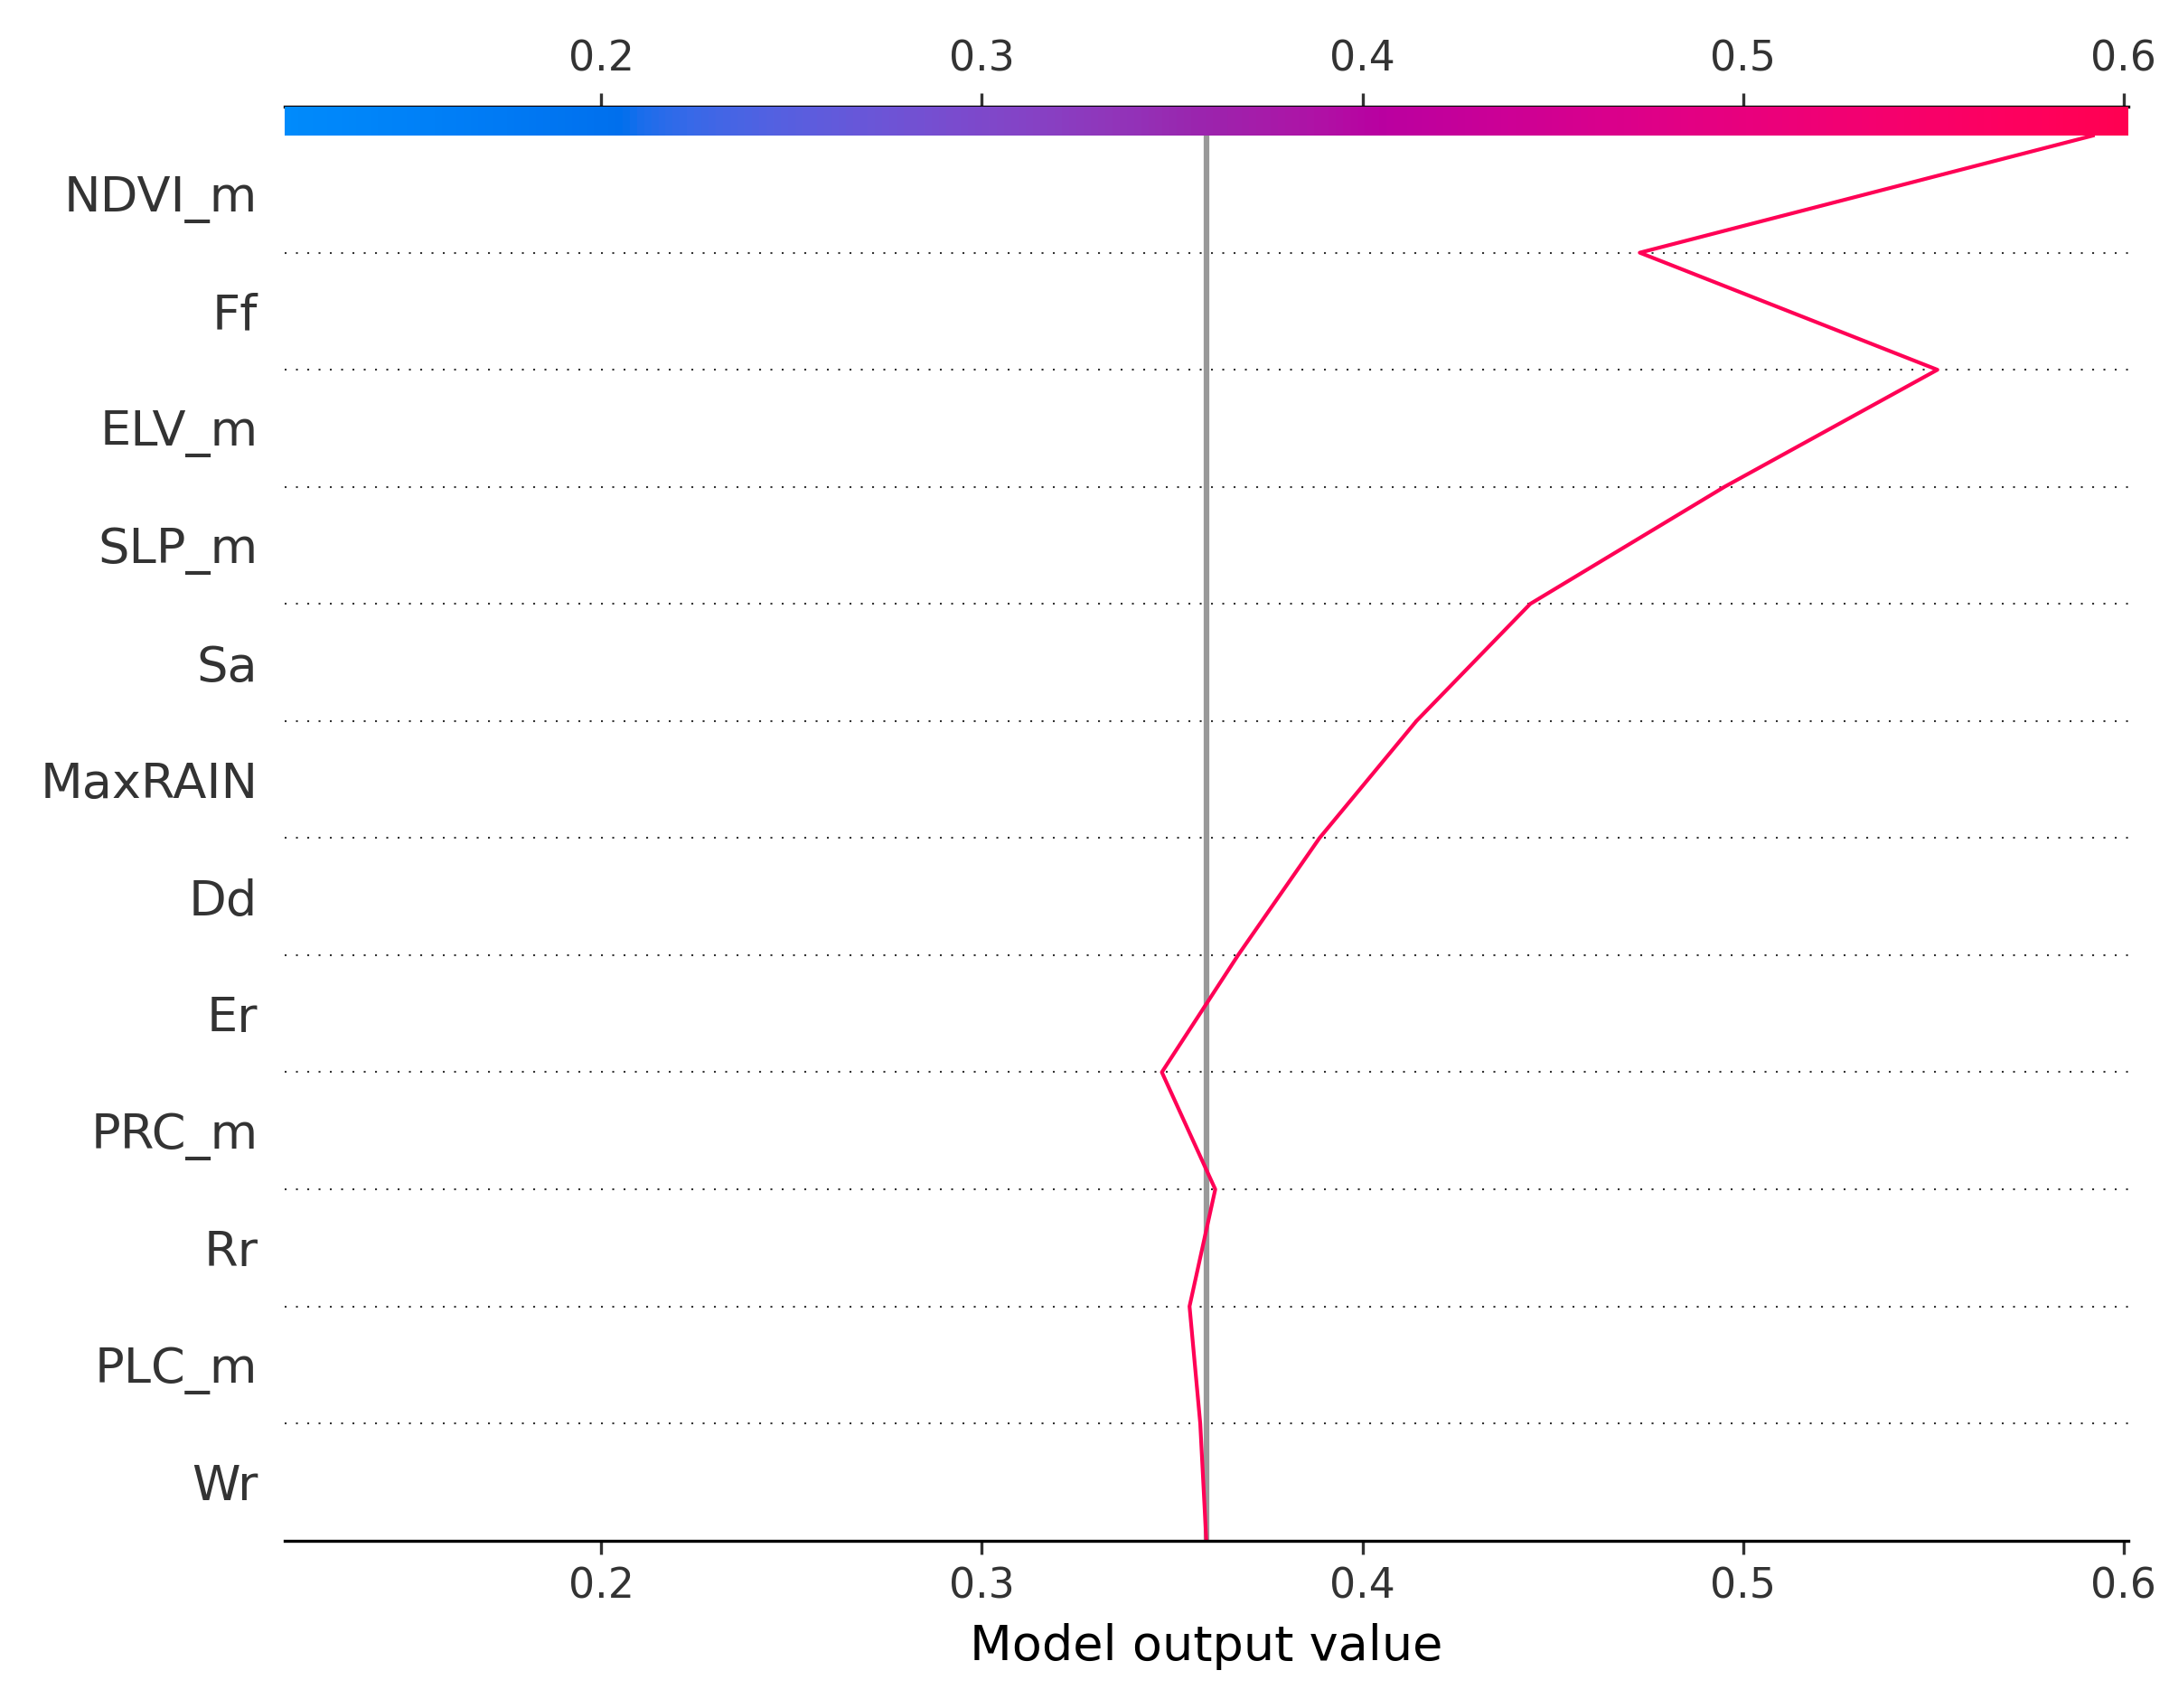 0.2 0.3 0.4 0.5 0.6
NDVI_m
Ff
ELV_m
SLP_m
Sa
MaxRAIN
Dd
Er
PRC_m
Rr
PLC_m
Wr
0.2 0.3 0.4 0.5 0.6
Model output value